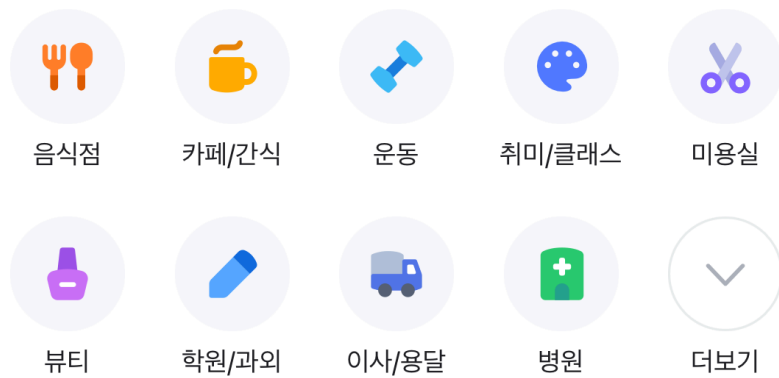 음식점
카페/간식
운동
취미/클래스
미용실
뷰티
학원/과외
이사/용달
병원
더보기